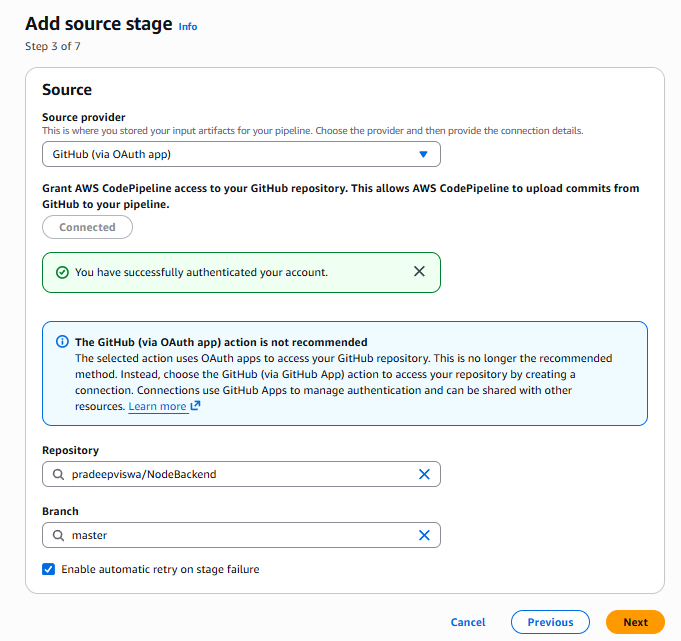 Add source stage Info
Step 3 of 7
Source
Source provider
This is where you stored your input artifacts for your pipeline. Choose the provider and then provide the connection details.
GitHub (via OAuth app)
Grant AWS CodePipeline access to your GitHub repository. This allows AWS CodePipeline to upload commits from
GitHub to your pipeline.
Connected
You have successfully authenticated your account.
The GitHub (via OAuth app) action is not recommended
The selected action uses OAuth apps to access your GitHub repository. This is no longer the recommended
method. Instead, choose the GitHub (via GitHub App) action to access your repository by creating a
connection. Connections use GitHub Apps to manage authentication and can be shared with other
resources. Learn more
Repository
pradeepviswa/NodeBackend
Branch
master
Enable automatic retry on stage failure
Cancel Previous Next